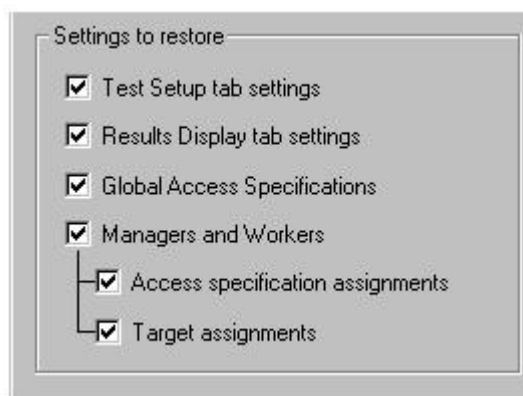 Settings to restore
Test Setup tab settings
Results Display tab settings
Global Access Specifications
Managers and Workers
Access specification assignments
Target assignments